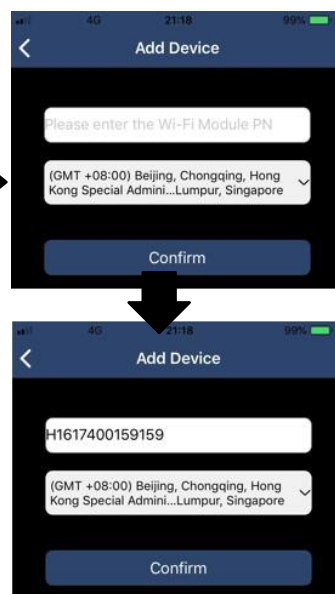 4G 21:18 99%
Add Device
Please enter the Wi-Fi Module PN
(GMT +08:00) Beijing, Chongqing, Hong
Kong Special Admini...Lumpur, Singapore
Confirm
4G 21:18 99%
Add Device
H1617400159159
(GMT +08:00) Beijing, Chongqing, Hong
Kong Special Admini...Lumpur, Singapore
Confirm